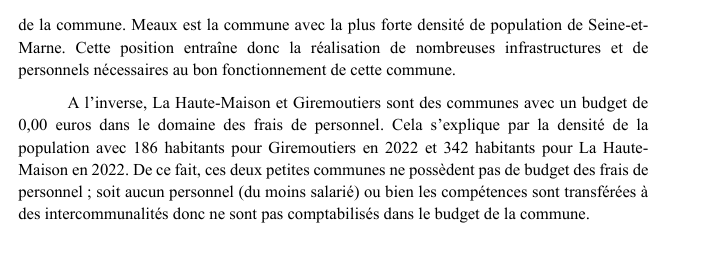 de la commune. Meaux est la commune avec la plus forte densité de population de Seine-et-
Marne. Cette position entraîne donc la réalisation de nombreuses infrastructures et de
personnels nécessaires au bon fonctionnement de cette commune.
A l’inverse, La Haute-Maison et Giremoutiers sont des communes avec un budget de
0,00 euros dans le domaine des frais de personnel. Cela s’explique par la densité de la
population avec 186 habitants pour Giremoutiers en 2022 et 342 habitants pour La Haute-
Maison en 2022. De ce fait, ces deux petites communes ne possèdent pas de budget des frais de
personnel ; soit aucun personnel (du moins salarié) ou bien les compétences sont transférées à
des intercommunalités donc ne sont pas comptabilisés dans le budget de la commune.